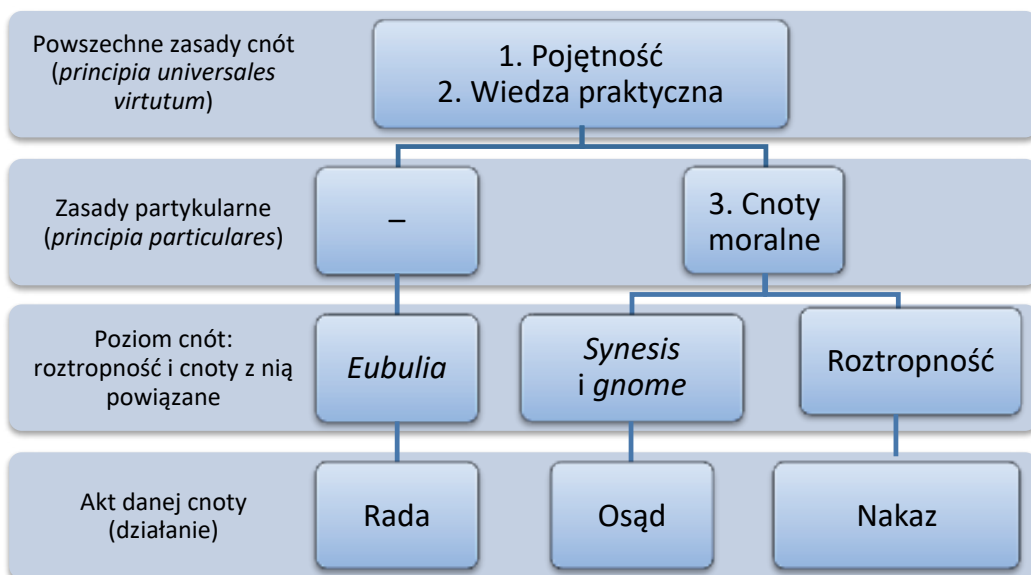 Powszechne zasady cnót
(principia universales
virtutum)
1. Pojętność
2. Wiedza praktyczna
Zasady partykularne
(principia particulares)
–
3. Cnoty
moralne
Poziom cnót:
roztropność i cnoty z nią
powiązane
Eubulia
Synesis
i gnome
Roztropność
Akt danej cnoty
(działanie)
Rada
Osąd
Nakaz